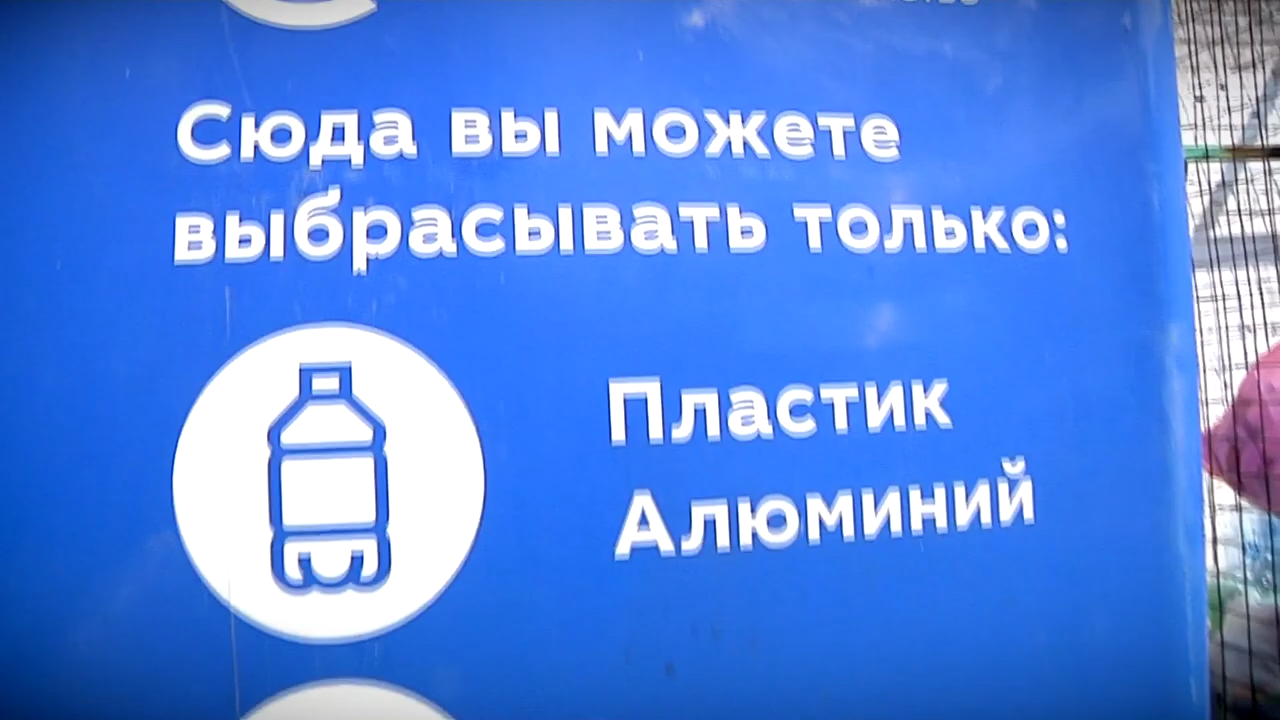 Сюда вы можете
выбрасывать только:
Пластик
Алюминий